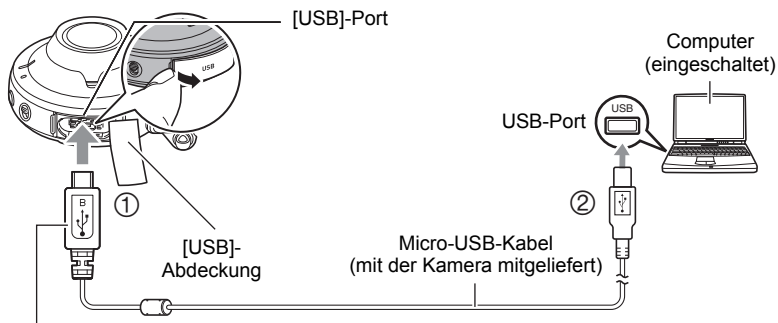 [USB]-Port
USB
Computer
(eingeschaltet)
USB-Port
USB
B
①
②
[USB]-
Abdeckung
Micro-USB-Kabel
(mit der Kamera mitgeliefert)